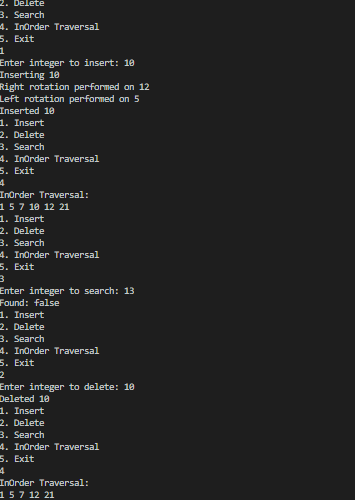 2. Delete
3. Search
4. InOrder Traversal
5. Exit
1
Enter integer to insert: 10
Inserting 10
Right rotation performed on 12
Left rotation performed on 5
Inserted 10
1. Insert
2. Delete
3. Search
4. InOrder Traversal
5. Exit
4
InOrder Traversal:
1 5 7 10 12 21
1. Insert
2. Delete
3. Search
4. InOrder Traversal
5. Exit
3
Enter integer to search: 13
Found: false
1. Insert
2. Delete
3. Search
4. InOrder Traversal
5. Exit
2
Enter integer to delete: 10
Deleted 10
1. Insert
2. Delete
3. Search
4. InOrder Traversal
5. Exit
4
InOrder Traversal:
1 5 7 12 21